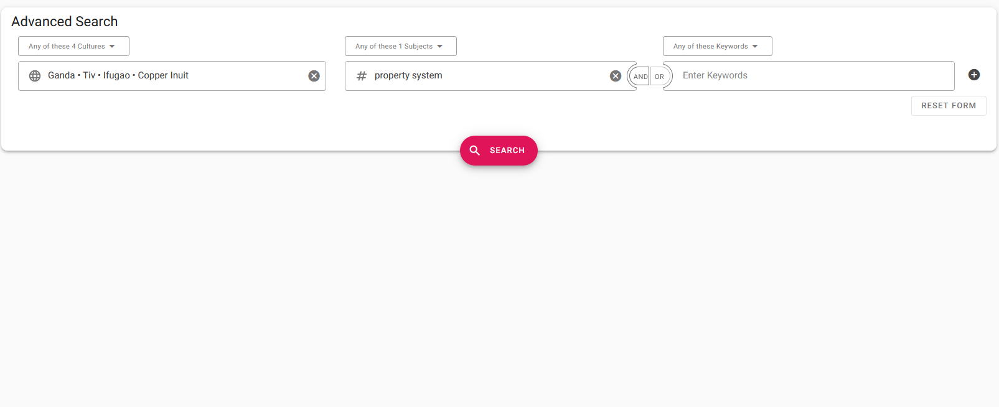 Advanced Search
Any of these 4 Cultures
Any of these 1 Subjects
Any of these Keywords
Ganda • Tiv • Ifugao • Copper Inuit
property system
AND OR
Enter Keywords
RESET FORM
SEARCH